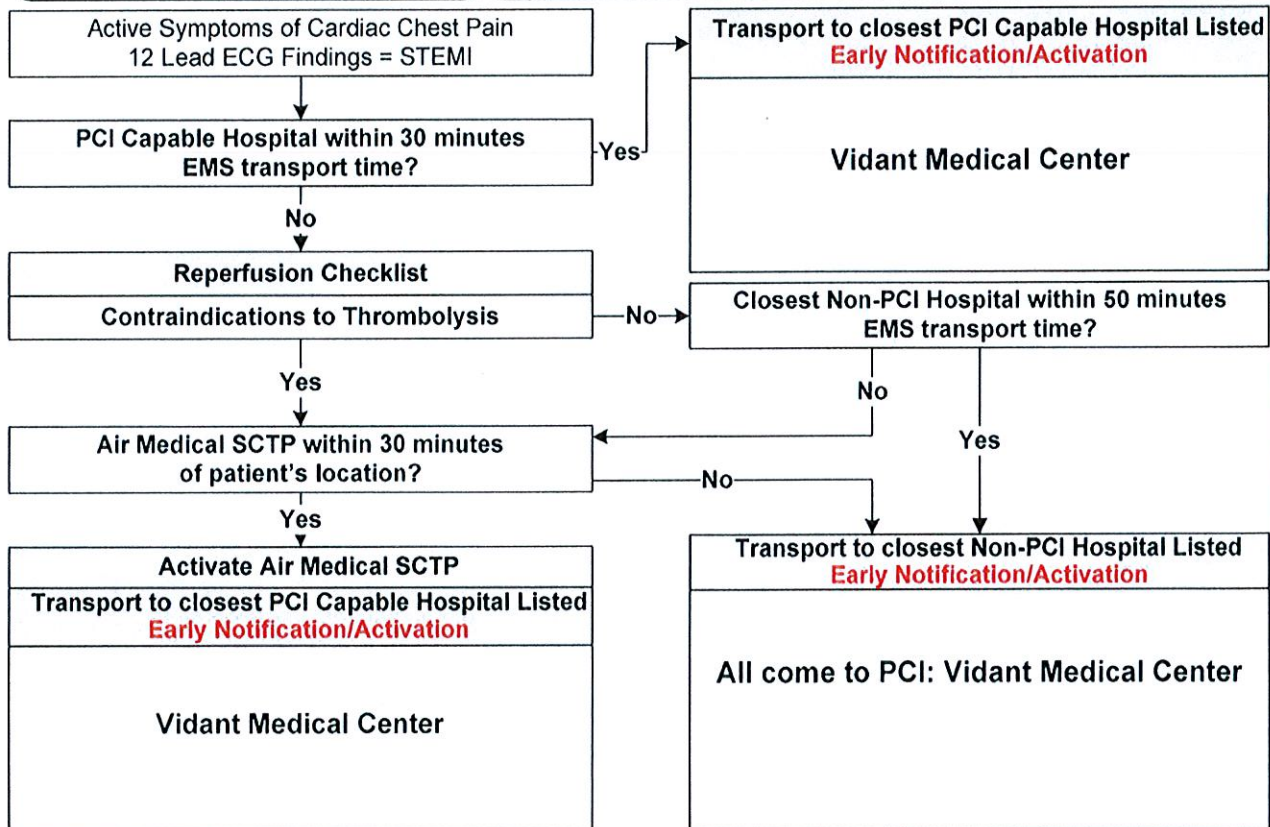 Active Symptoms of Cardiac Chest Pain
12 Lead ECG Findings = STEMI
Transport to closest PCI Capable Hospital Listed
Early Notification/Activation
Vidant Medical Center
PCI Capable Hospital within 30 minutes
EMS transport time?
Yes
No
Reperfusion Checklist
Contraindications to Thrombolysis
No
Closest Non-PCI Hospital within 50 minutes
EMS transport time?
Yes
No
Yes
Air Medical SCTP within 30 minutes
of patient's location?
No
Yes
Activate Air Medical SCTP
Transport to closest PCI Capable Hospital Listed
Early Notification/Activation
Vidant Medical Center
Transport to closest Non-PCI Hospital Listed
Early Notification/Activation
All come to PCI: Vidant Medical Center